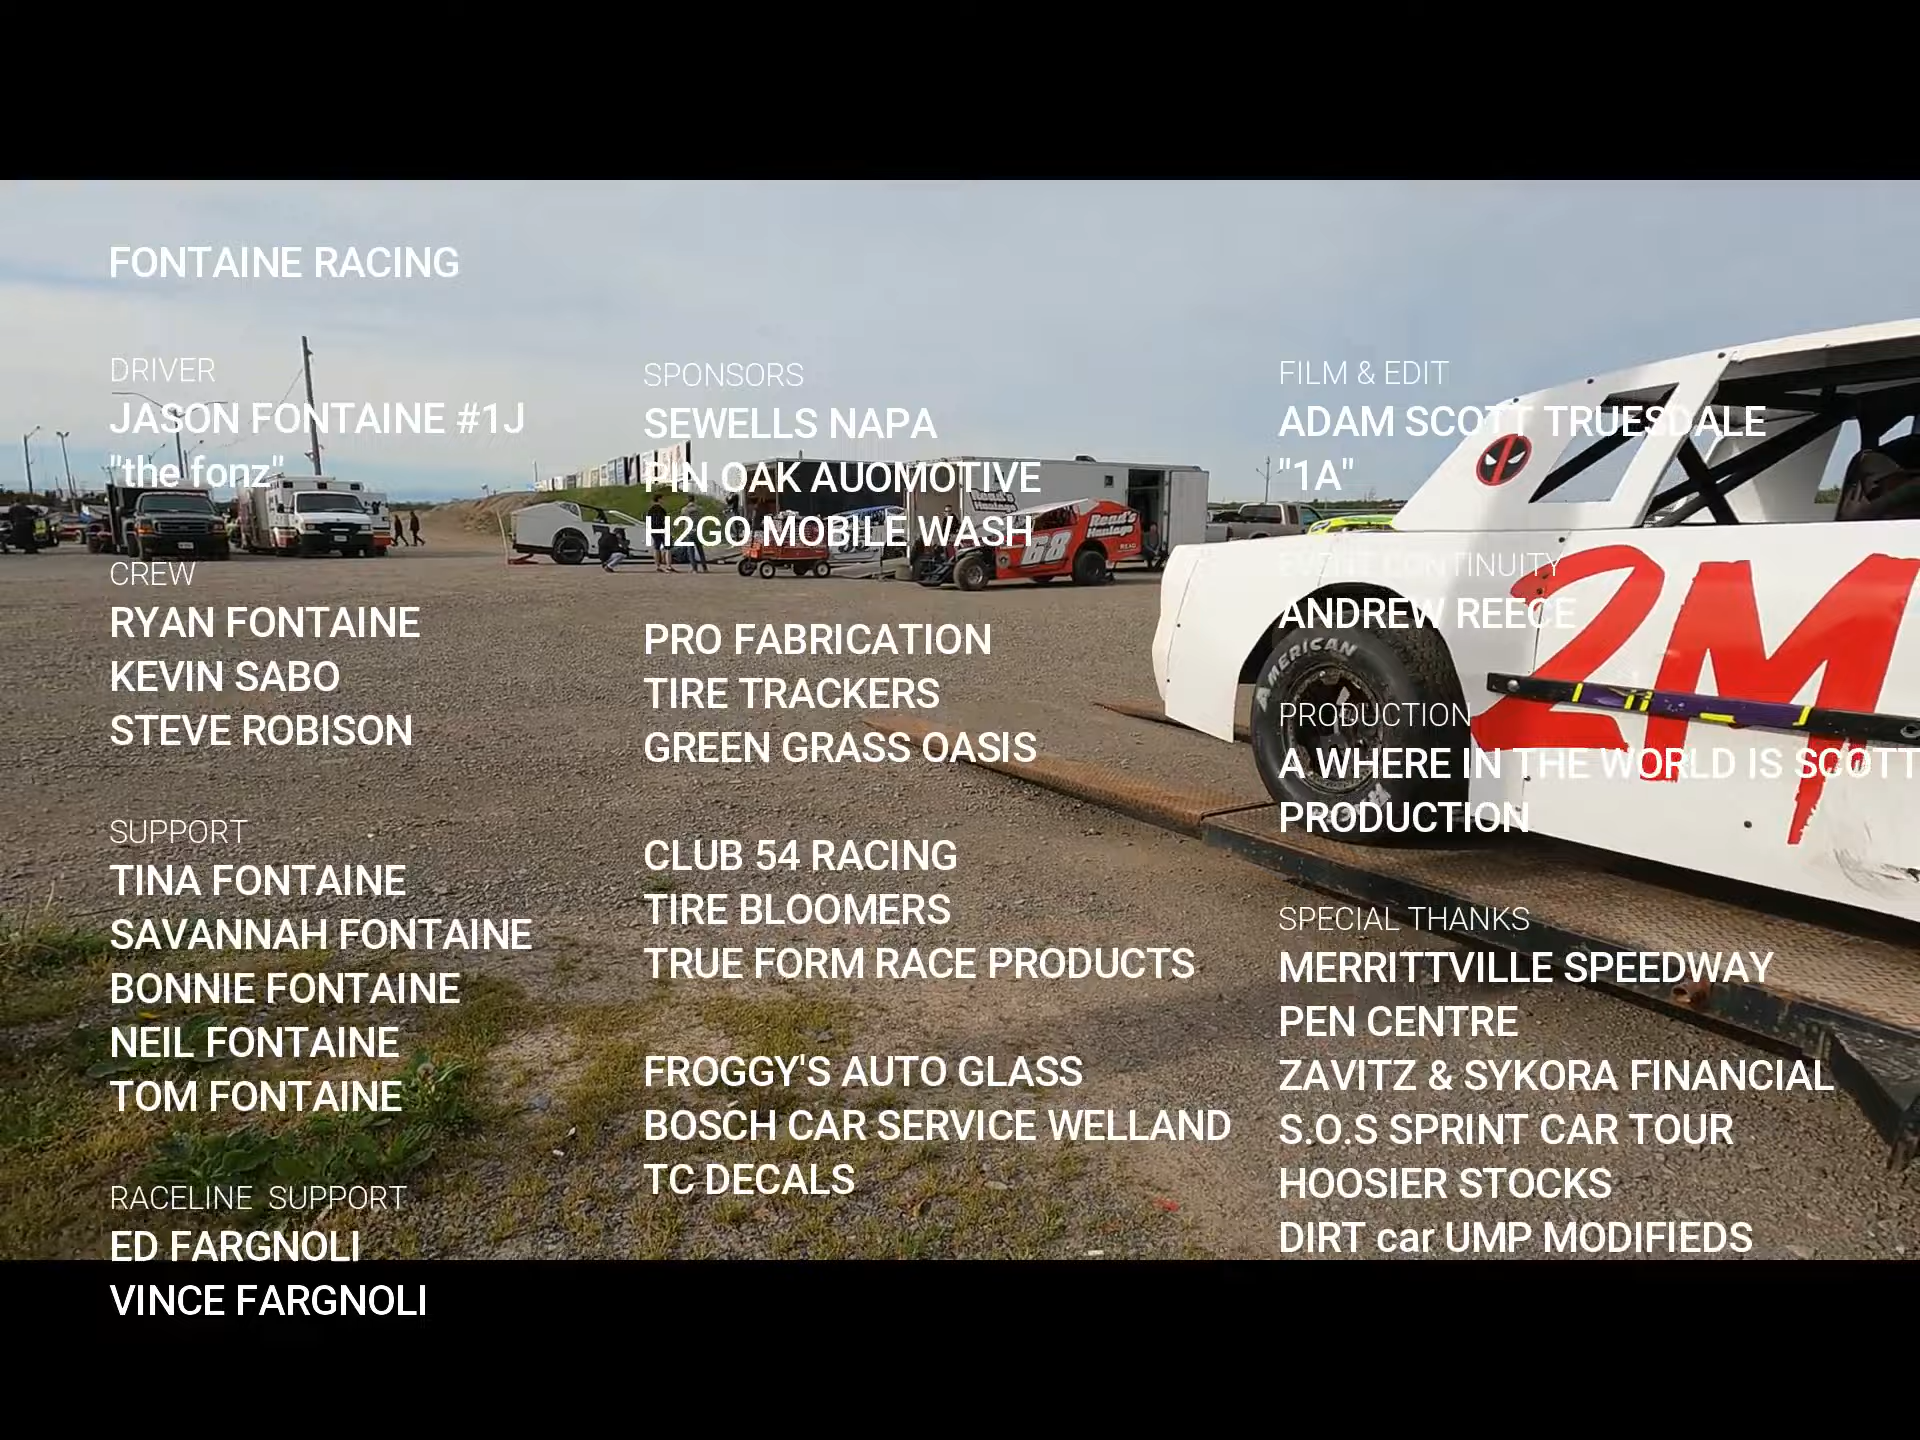 FONTAINE RACING
DRIVER
JASON FONTAINE #1J
"the fonz"
CREW
RYAN FONTAINE
KEVIN SABO
STEVE ROBISON
SUPPORT
TINA FONTAINE
SAVANNAH FONTAINE
BONNIE FONTAINE
NEIL FONTAINE
TOM FONTAINE
RACELINE SUPPORT
ED FARGNOLI
VINCE FARGNOLI
SPONSORS
SEWELLS NAPA
PIN OAK AUOMOTIVE
H2GO MOBILE WASH
PRO FABRICATION
TIRE TRACKERS
GREEN GRASS OASIS
CLUB 54 RACING
TIRE BLOOMERS
TRUE FORM RACE PRODUCTS
FROGGY'S AUTO GLASS
BOSCH CAR SERVICE WELLAND
TC DECALS
FILM & EDIT
ADAM SCOTT TRUESDALE
"1A"
EVENT CONTINUITY
ANDREW REECE
PRODUCTION
A WHERE IN THE WORLD IS SCOTT
PRODUCTION
SPECIAL THANKS
MERRITTVILLE SPEEDWAY
PEN CENTRE
ZAVITZ & SYKORA FINANCIAL
S.O.S SPRINT CAR TOUR
HOOSIER STOCKS
DIRT car UMP MODIFIEDS
Read's
Haulage
68
AMERICAN
2M